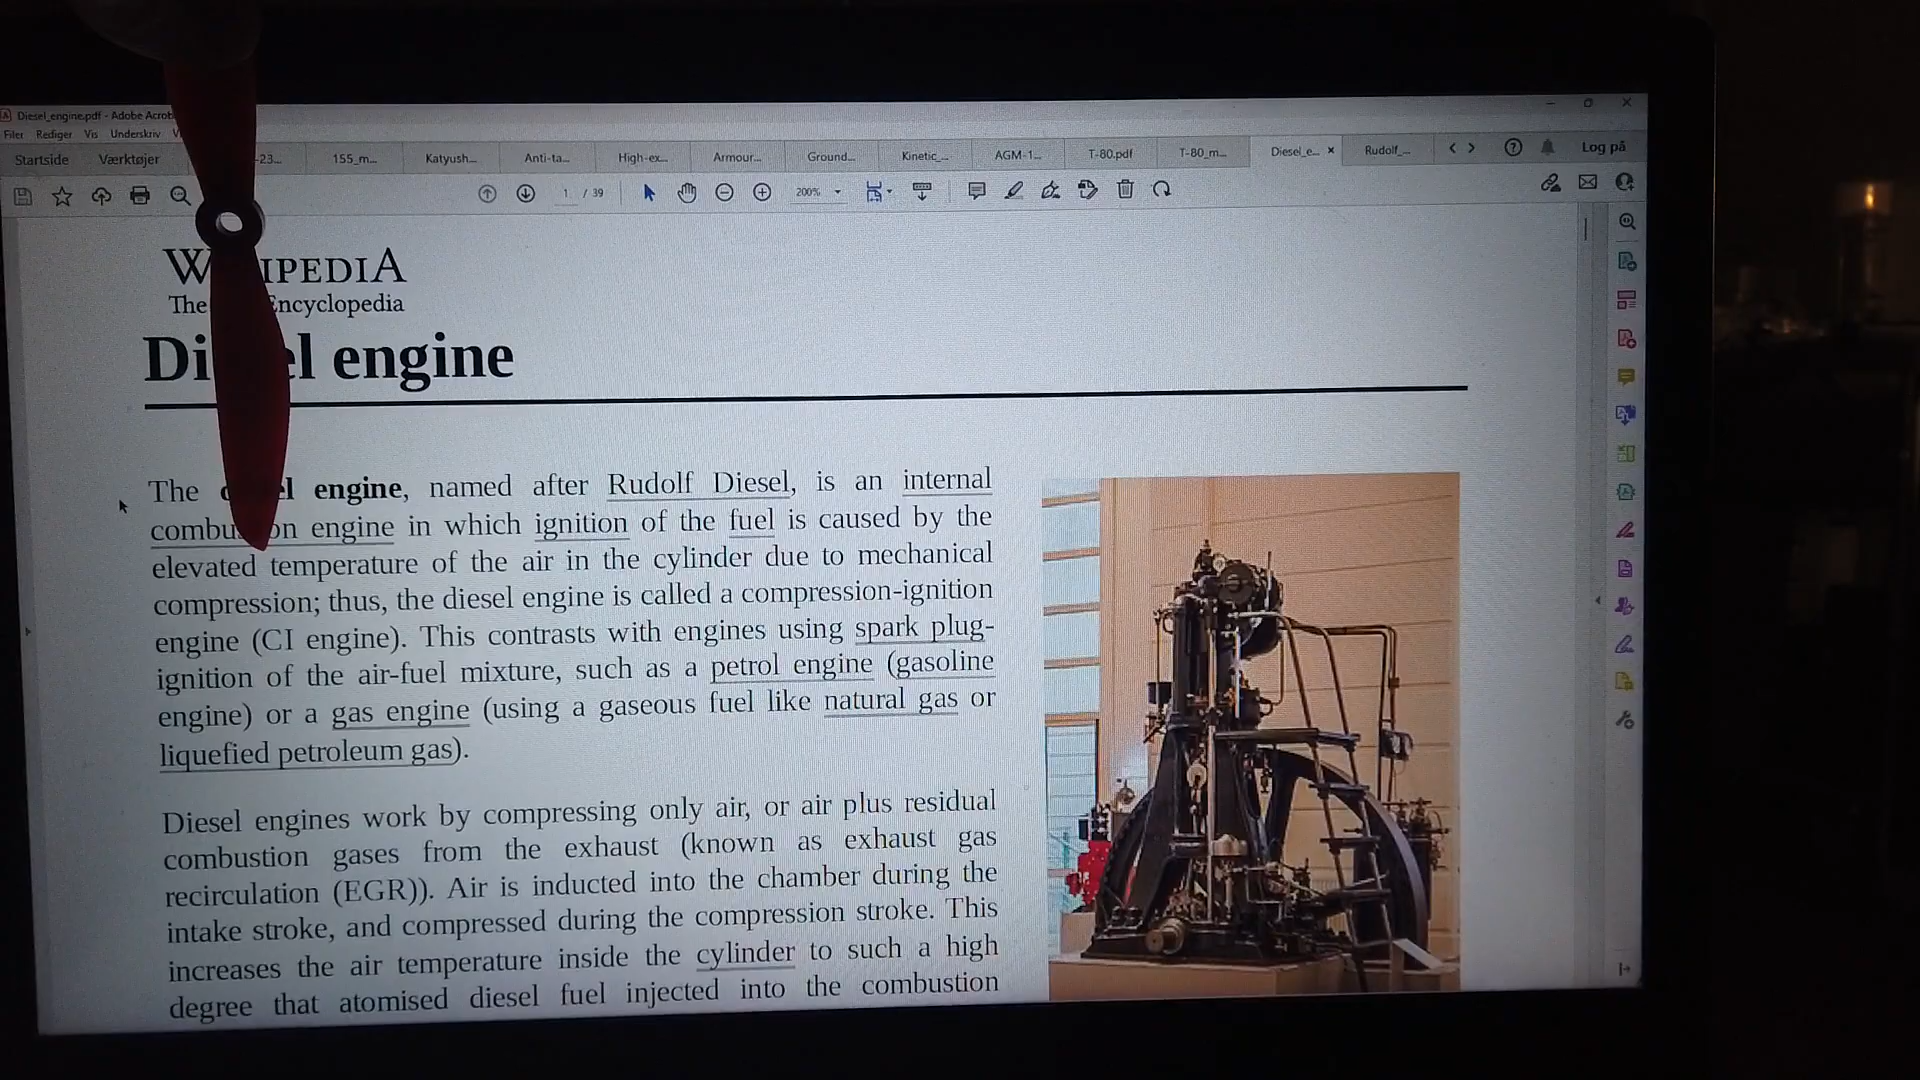 Diesel_engine.pdf - Adobe Acrob
Filer Rediger Vis Underskriv
Startside Værktøjer -23... 155_m... Katyush... Anti-ta... High-ex... Armour... Ground... Kinetic_... AGM-1... T-80.pdf T-80_m... Diesel_e... × Rudolf_... Log på
1 / 39 200%
W IPEDIA
The Encyclopedia
Di el engine
The d el engine, named after Rudolf Diesel, is an internal
combus on engine in which ignition of the fuel is caused by the
elevated temperature of the air in the cylinder due to mechanical
compression; thus, the diesel engine is called a compression-ignition
engine (CI engine). This contrasts with engines using spark plug-
ignition of the air-fuel mixture, such as a petrol engine (gasoline
engine) or a gas engine (using a gaseous fuel like natural gas or
liquefied petroleum gas).
Diesel engines work by compressing only air, or air plus residual
combustion gases from the exhaust (known as exhaust gas
recirculation (EGR)). Air is inducted into the chamber during the
intake stroke, and compressed during the compression stroke. This
increases the air temperature inside the cylinder to such a high
degree that atomised diesel fuel injected into the combustion